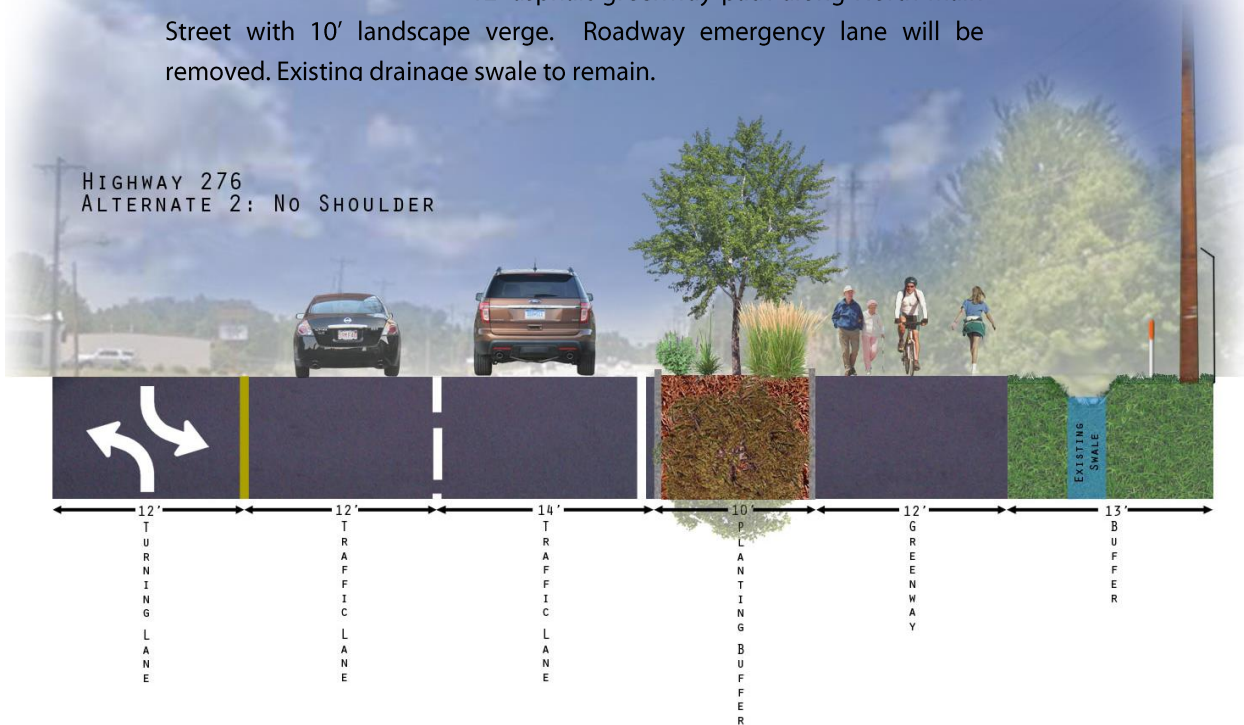 Street with 10’ landscape verge. Roadway emergency lane will be
removed. Existing drainage swale to remain.
Highway 276
Alternate 2: No Shoulder
Existing
Swale
12’
12’
14’
10’
12’
13’
Turning Lane
Traffic Lane
Traffic Lane
Planting Buffer
Greenway
Buffer